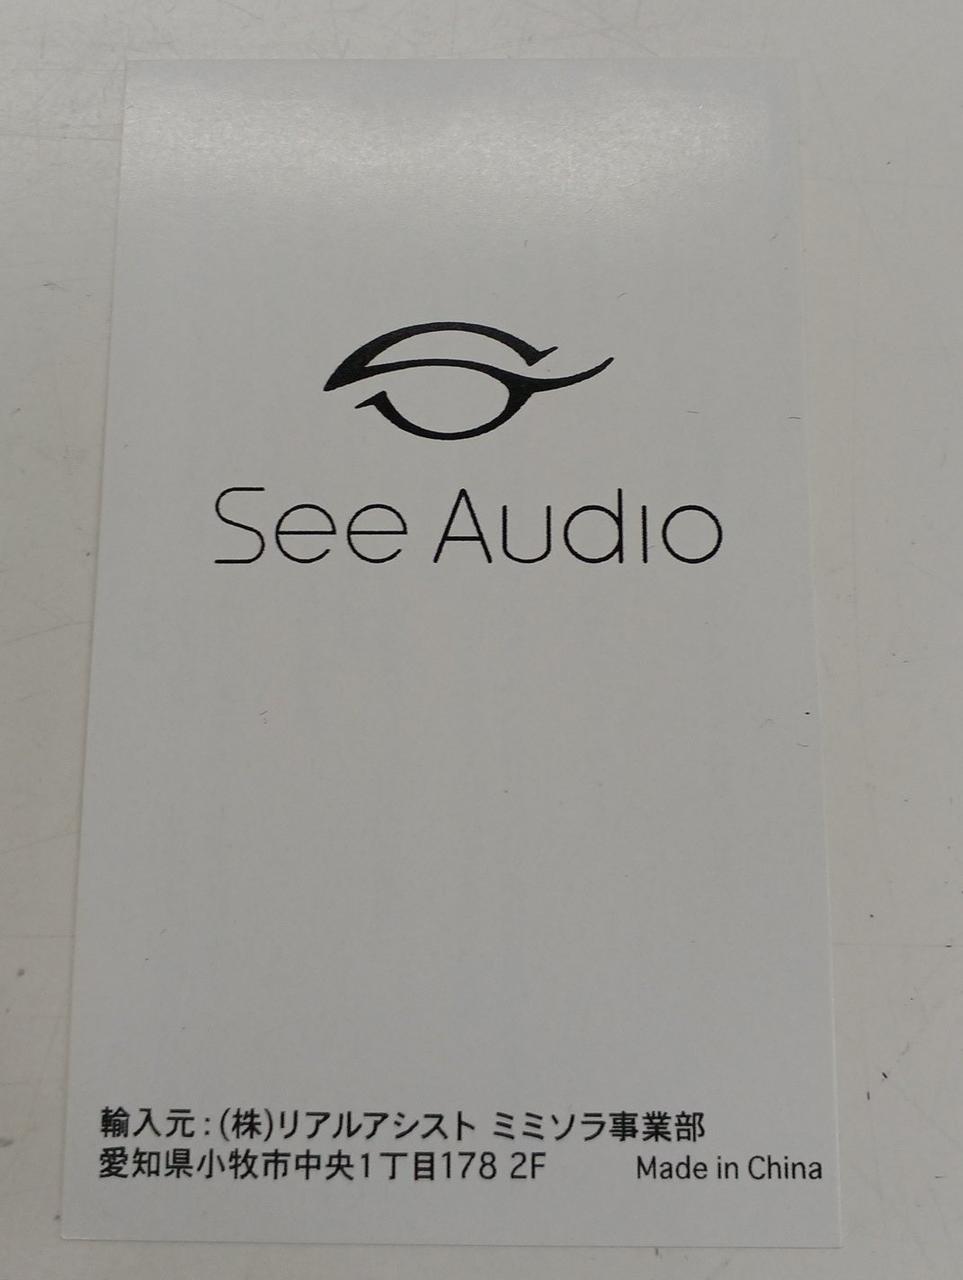 See Audio
輸入元：(株)リアルアシスト ミミソラ事業部
愛知県小牧市中央1丁目178 2F Made in China